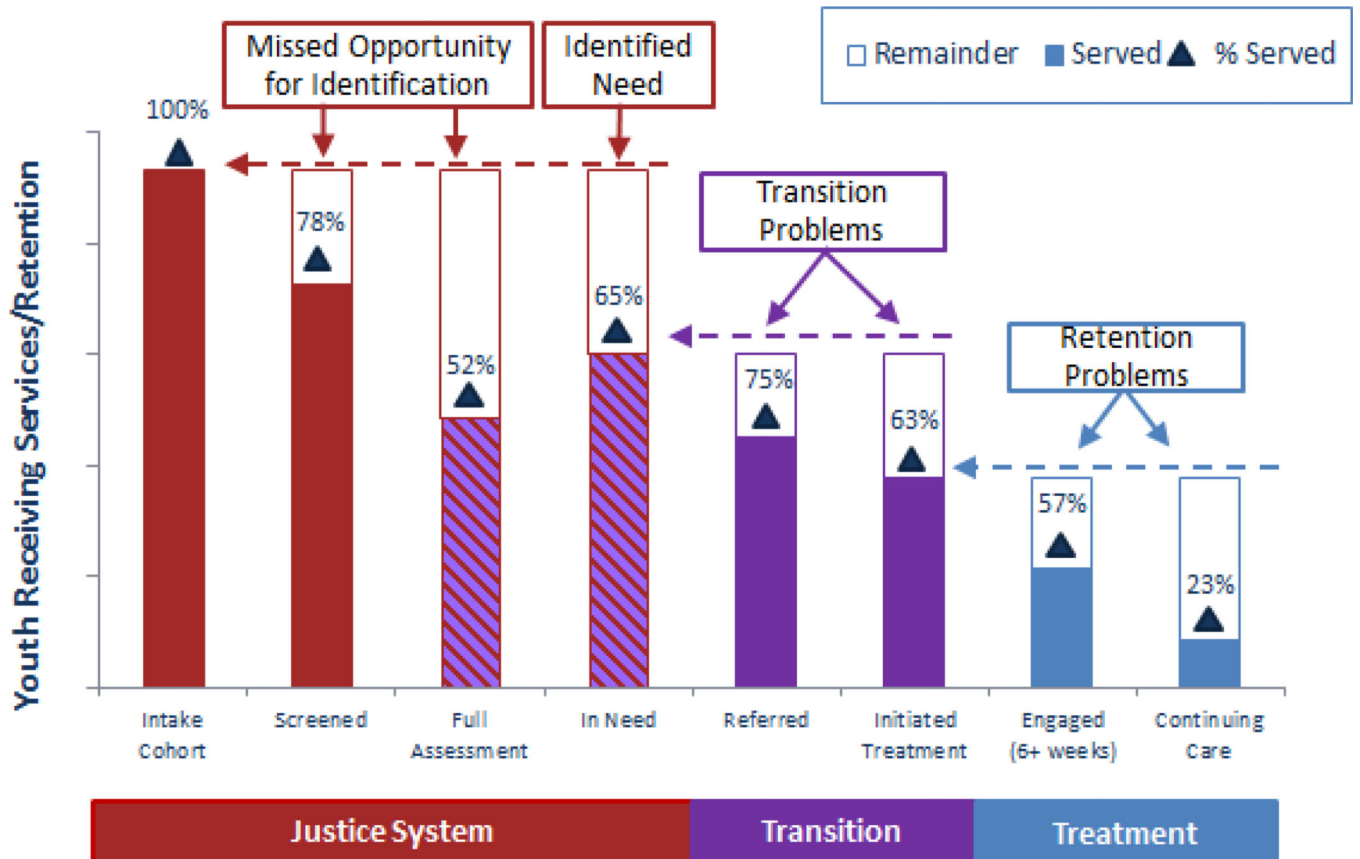 Missed Opportunity
for Identification
Identified
Need
Remainder Served % Served
100%
78%
52%
65%
Transition
Problems
75%
63%
Retention
Problems
57%
23%
Youth Receiving Services/Retention
Intake
Cohort
Screened
Full
Assessment
In Need
Referred
Initiated
Treatment
Engaged
(6+ weeks)
Continuing
Care
Justice System
Transition
Treatment